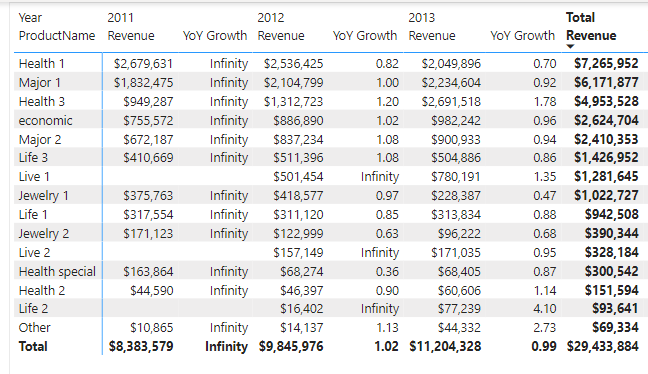 Year 2011 2012 2013 Total
ProductName Revenue YoY Growth Revenue YoY Growth Revenue YoY Growth Revenue
Health 1 $2,679,631 Infinity $2,536,425 0.82 $2,049,896 0.70 $7,265,952
Major 1 $1,832,475 Infinity $2,104,799 1.00 $2,234,604 0.92 $6,171,877
Health 3 $949,287 Infinity $1,312,723 1.20 $2,691,518 1.78 $4,953,528
economic $755,572 Infinity $886,890 1.02 $982,242 0.96 $2,624,704
Major 2 $672,187 Infinity $837,234 1.08 $900,933 0.94 $2,410,353
Life 3 $410,669 Infinity $511,396 1.08 $504,886 0.86 $1,426,952
Live 1 $501,454 Infinity $780,191 1.35 $1,281,645
Jewelry 1 $375,763 Infinity $418,577 0.97 $228,387 0.47 $1,022,727
Life 1 $317,554 Infinity $311,120 0.85 $313,834 0.88 $942,508
Jewelry 2 $171,123 Infinity $122,999 0.63 $96,222 0.68 $390,344
Live 2 $157,149 Infinity $171,035 0.95 $328,184
Health special $163,864 Infinity $68,274 0.36 $68,405 0.87 $300,542
Health 2 $44,590 Infinity $46,397 0.90 $60,606 1.14 $151,594
Life 2 $16,402 Infinity $77,239 4.10 $93,641
Other $10,865 Infinity $14,137 1.13 $44,332 2.73 $69,334
Total $8,383,579 Infinity $9,845,976 1.02 $11,204,328 0.99 $29,433,884